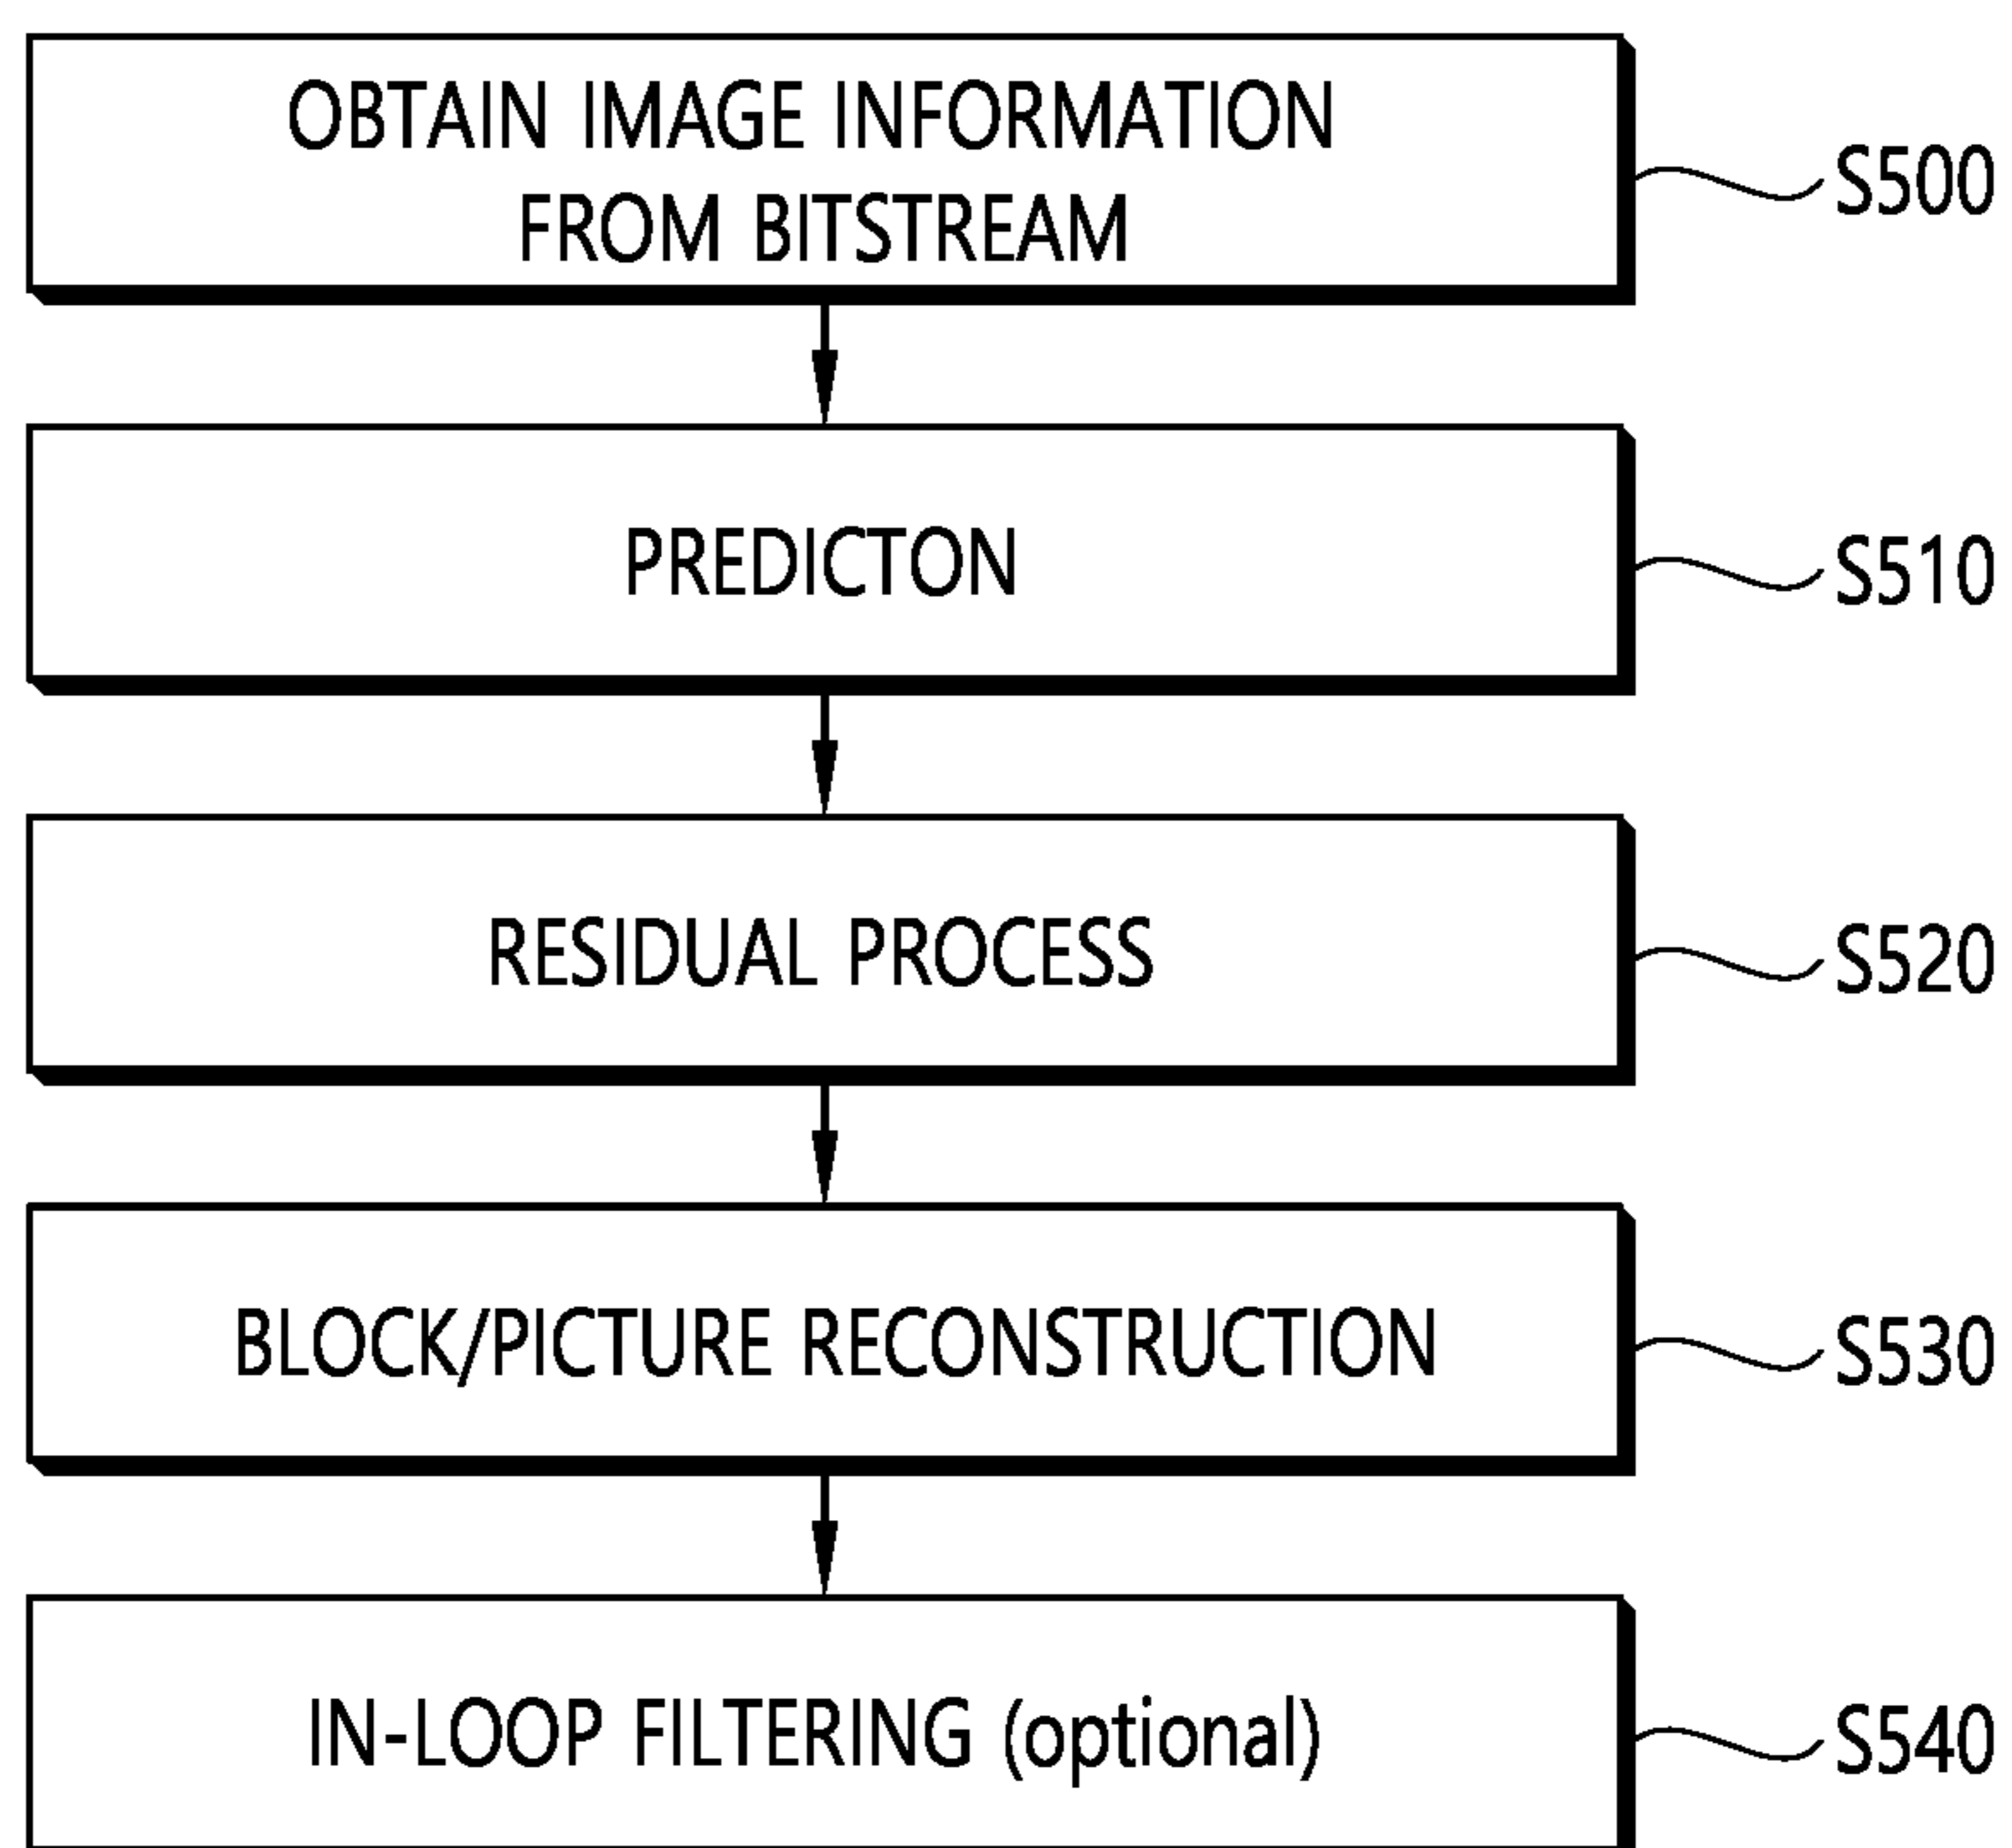 OBTAIN IMAGE INFORMATION
FROM BITSTREAM
S500
PREDICTON
S510
RESIDUAL PROCESS
S520
BLOCK/PICTURE RECONSTRUCTION
S530
IN-LOOP FILTERING (optional)
S540